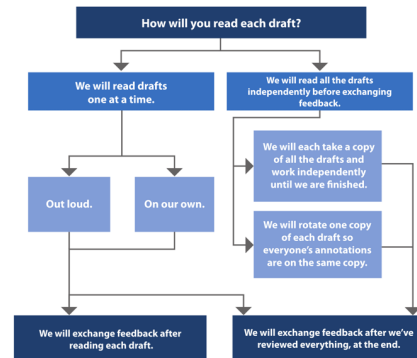 How will you read each draft?
We will read drafts
one at a time.
We will read all the drafts
independently before exchanging
feedback.
We will each take a copy
of all the drafts and
work independently
until we are finished.
Out loud.
On our own.
We will rotate one copy
of each draft so
everyone's annotations
are on the same copy.
We will exchange feedback after
reading each draft.
We will exchange feedback after we've
reviewed everything, at the end.